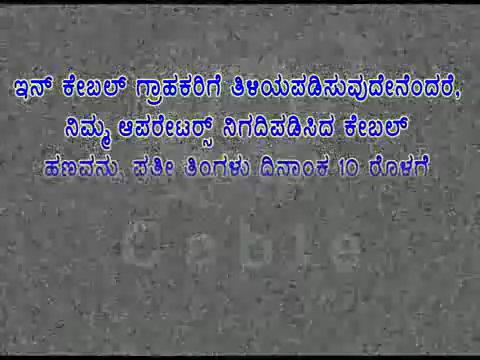 ಇನ್ ಕೇಬಲ್ ಗ್ರಾಹಕರಿಗೆ ತಿಳಿಯಪಡಿಸುವುದೇನೆಂದರೆ,
ನಿಮ್ಮ ಆಪರೇಟರ್‍ಸ್ ನಿಗದಿಪಡಿಸಿದ ಕೇಬಲ್
ಹಣವನ್ನು ಪ್ರತೀ ತಿಂಗಳು ದಿನಾಂಕ 10 ರೊಳಗೆ
Cable